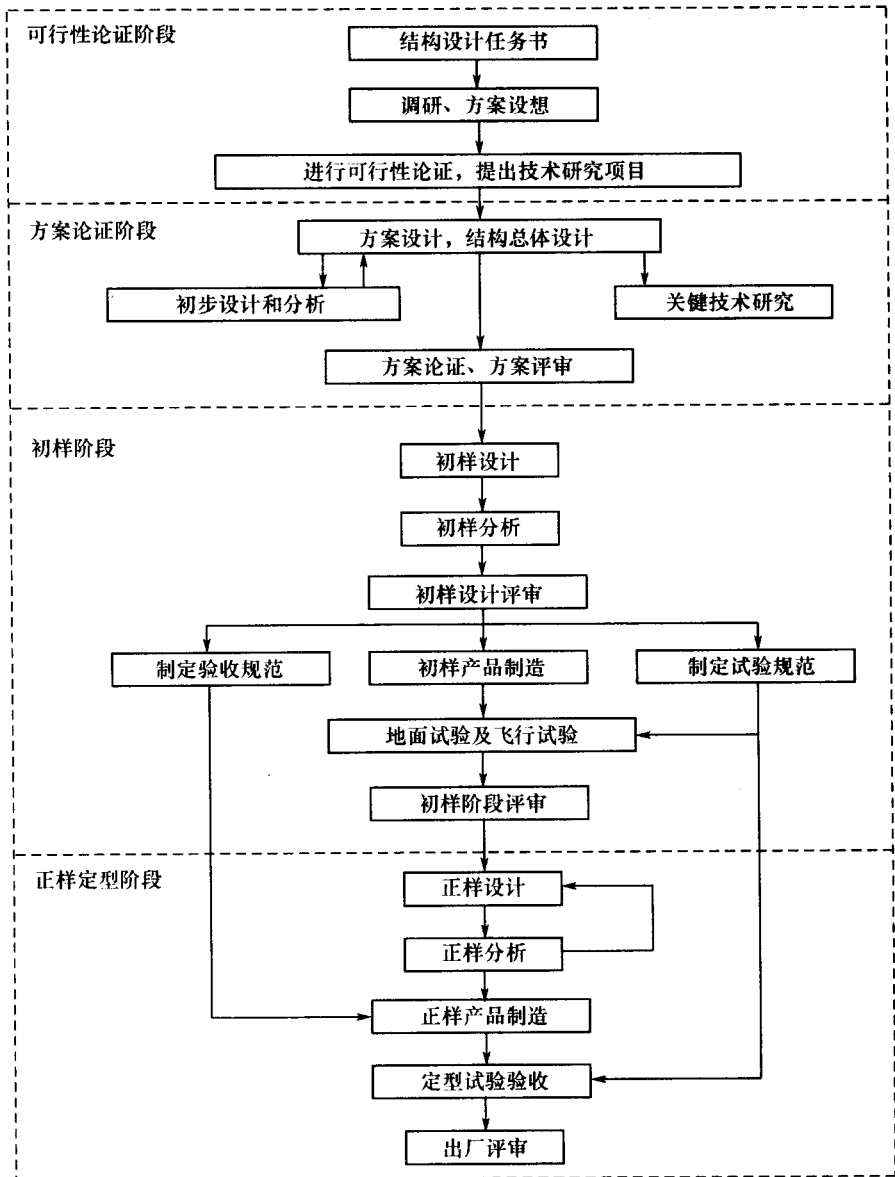 可行性论证阶段
结构设计任务书
调研、方案设想
进行可行性论证，提出技术研究项目
方案论证阶段
方案设计，结构总体设计
初步设计和分析
关键技术研究
方案论证、方案评审
初样阶段
初样设计
初样分析
初样设计评审
制定验收规范
初样产品制造
制定试验规范
地面试验及飞行试验
初样阶段评审
正样定型阶段
正样设计
正样分析
正样产品制造
定型试验验收
出厂评审